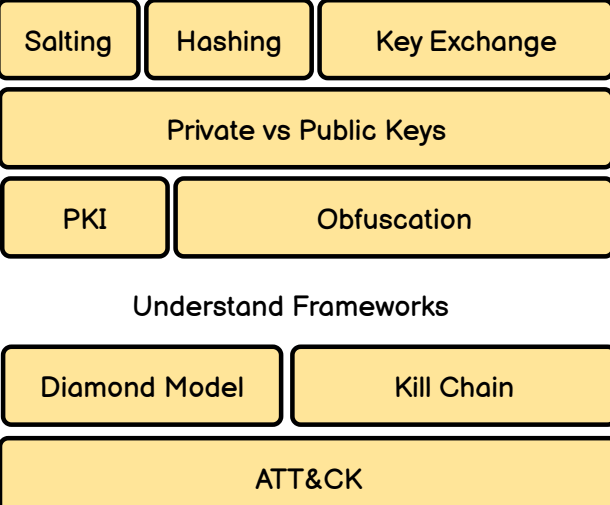 Salting Hashing Key Exchange
Private vs Public Keys
PKI Obfuscation
Understand Frameworks
Diamond Model Kill Chain
ATT&CK